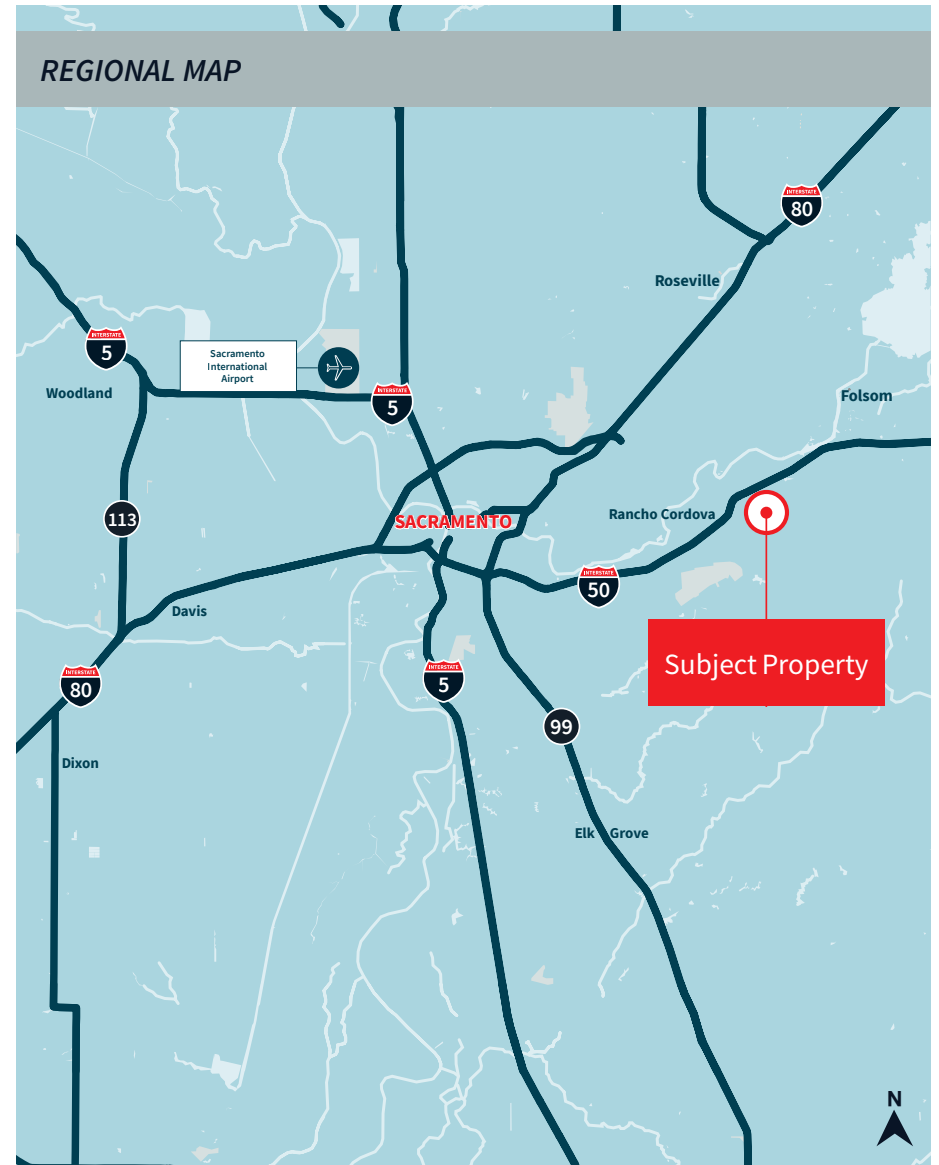 REGIONAL MAP
INTERSTATE
80
Roseville
INTERSTATE
5
Sacramento
International
Airport
Woodland
INTERSTATE
5
Folsom
113
SACRAMENTO
Rancho Cordova
INTERSTATE
50
Davis
Subject Property
INTERSTATE
80
INTERSTATE
5
99
Dixon
Elk Grove
N